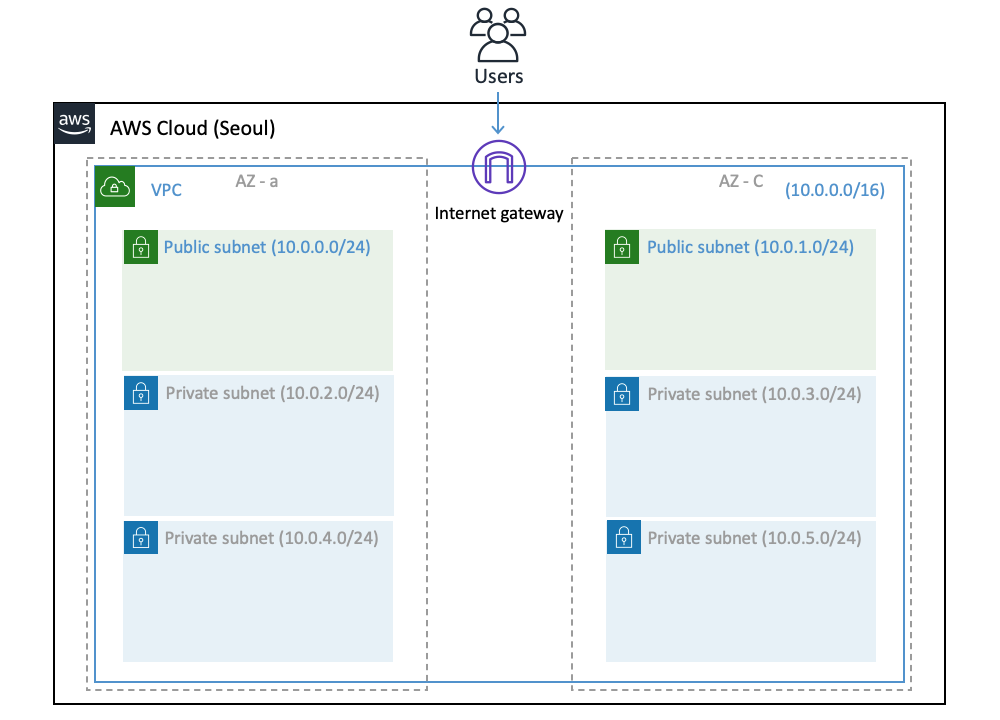 Users
aws
AWS Cloud (Seoul)
AZ - a
AZ - C
VPC
(10.0.0.0/16)
Internet gateway
Public subnet (10.0.0.0/24)
Public subnet (10.0.1.0/24)
Private subnet (10.0.2.0/24)
Private subnet (10.0.3.0/24)
Private subnet (10.0.4.0/24)
Private subnet (10.0.5.0/24)